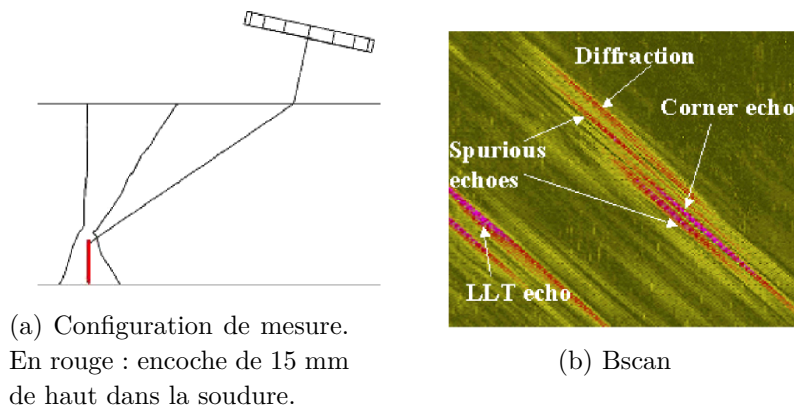 Diffraction
Corner echo
Spurious
echoes
LLT echo
(a) Configuration de mesure.
En rouge : encoche de 15 mm
de haut dans la soudure.
(b) Bscan